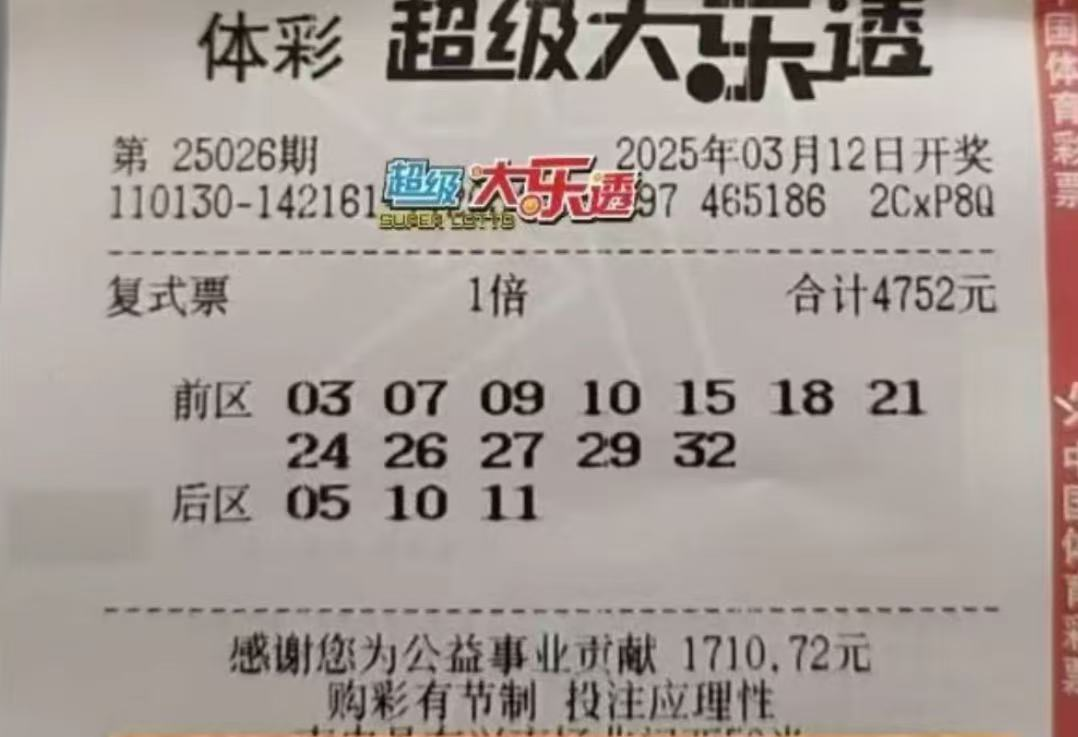 体彩 超级大乐透
第 25026期 2025年03月12日开奖
超级大乐透
SUPER LOTTO
110130-142161 97 465186 2CxP8Q
复式票 1倍 合计4752元
前区 03 07 09 10 15 18 21
24 26 27 29 32
后区 05 10 11
感谢您为公益事业贡献 1710.72元
购彩有节制 投注应理性
中国体育彩票
中国体育彩票